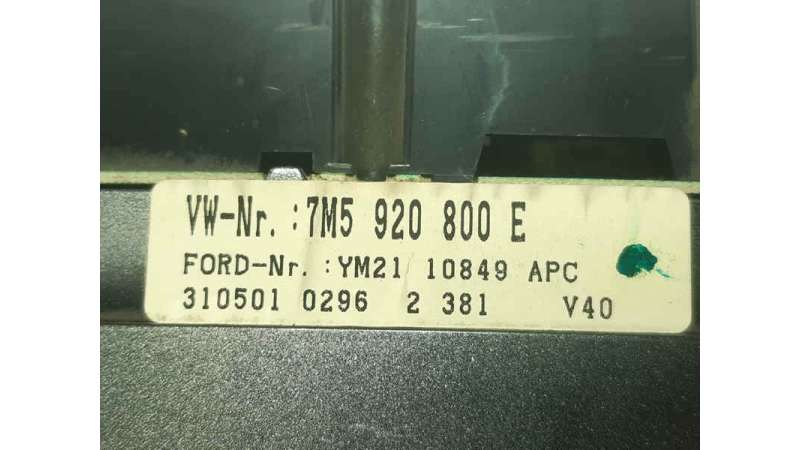 VW-Nr.:7M5 920 800 E
FORD-Nr.:YM21 10849 APC
310501 0296 2 381 V40